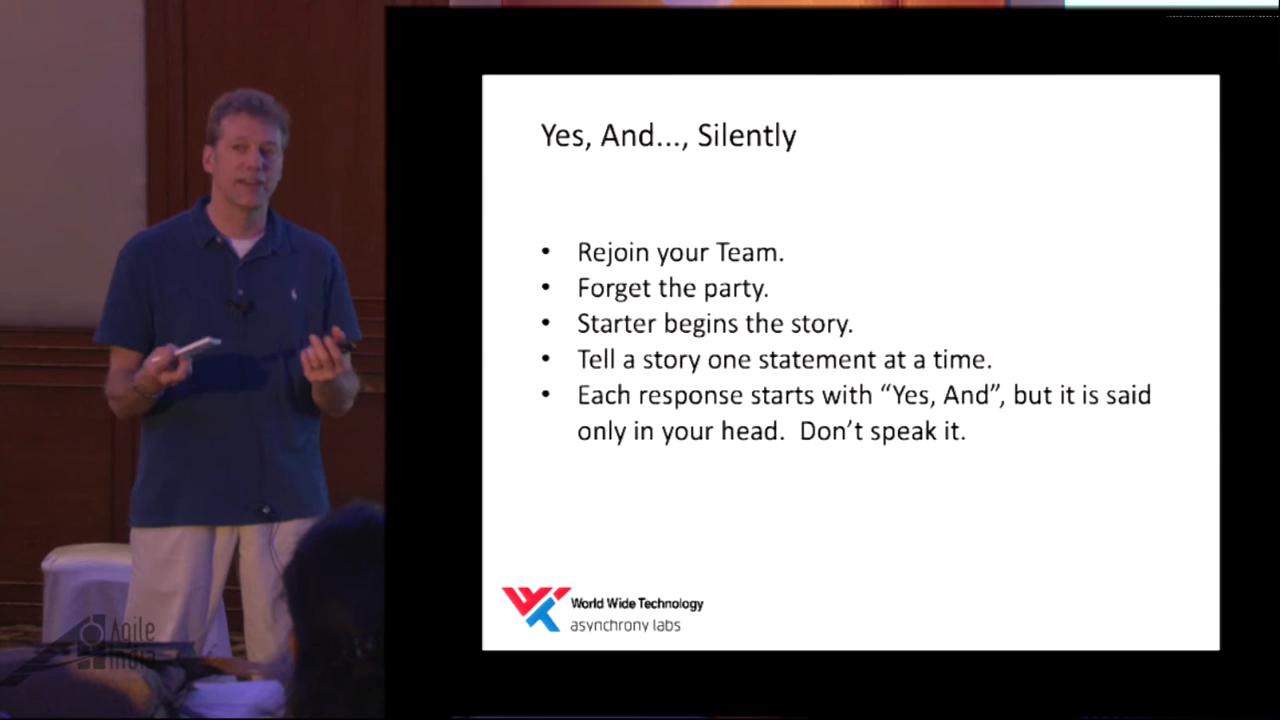 Yes, And..., Silently
• Rejoin your Team.
• Forget the party.
• Starter begins the story.
• Tell a story one statement at a time.
• Each response starts with “Yes, And”, but it is said
only in your head.  Don’t speak it.
World Wide Technology
asynchrony labs
Agile
India